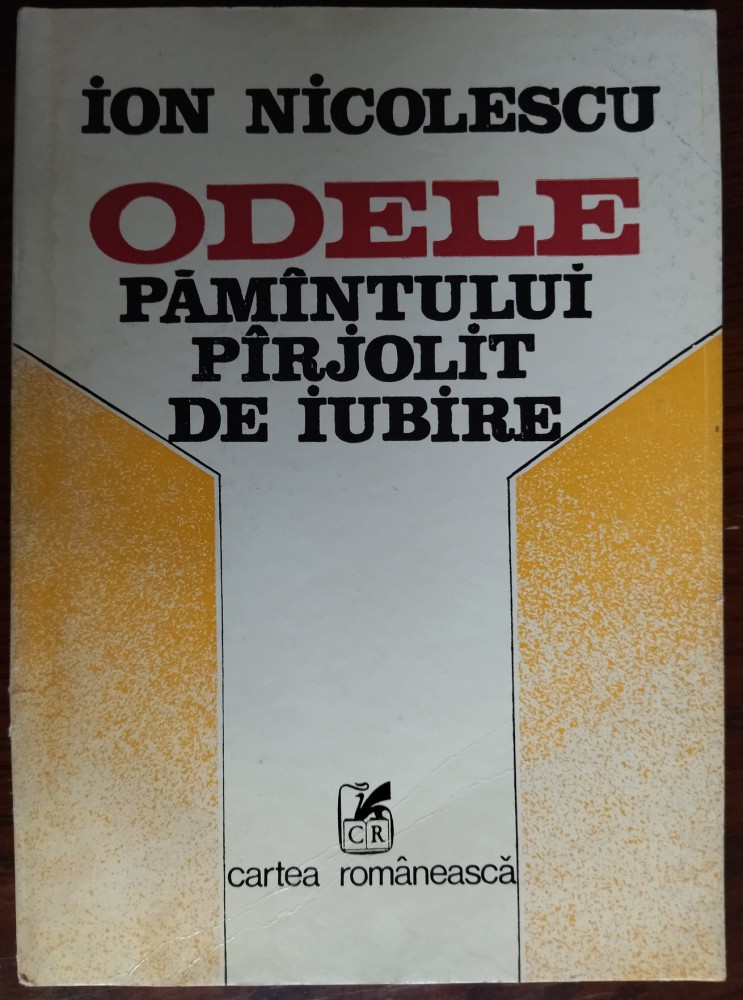 ION NICOLESCU
ODELE
PĂMÎNTULUI
PÎRJOLIT
DE IUBIRE
CR
cartea românească